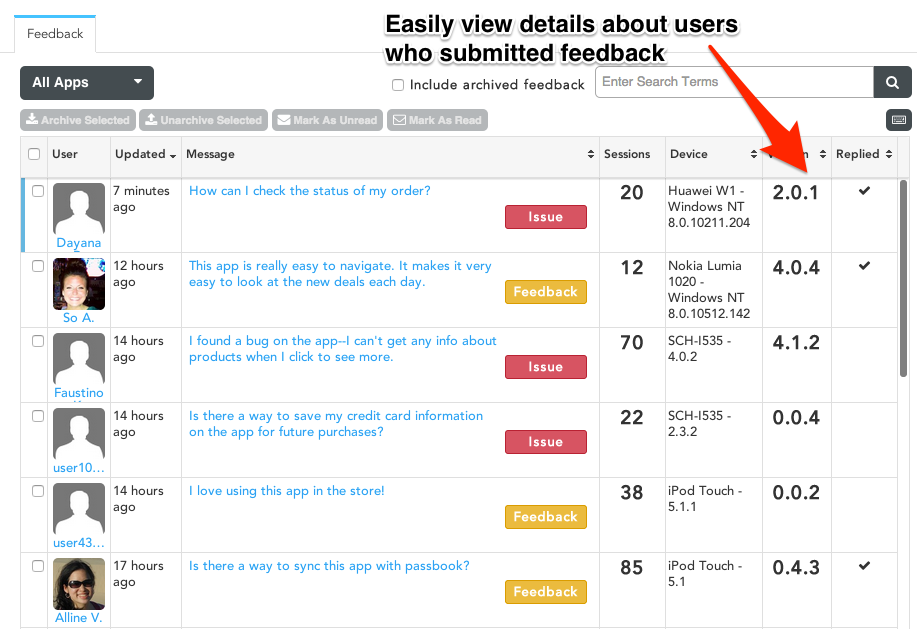 Easily view details about users
who submitted feedback
Feedback
All Apps
Include archived feedback
Enter Search Terms
Archive Selected
Unarchive Selected
Mark As Unread
Mark As Read
User
Updated
Message
Sessions
Device
Replied
Dayana
7 minutes
ago
How can I check the status of my order?
Issue
20
Huawei W1 -
Windows NT
8.0.10211.204
2.0.1
So A.
12 hours
ago
This app is really easy to navigate. It makes it very
easy to look at the new deals each day.
Feedback
12
Nokia Lumia
1020 -
Windows NT
8.0.10512.142
4.0.4
Faustino
14 hours
ago
I found a bug on the app--I can't get any info about
products when I click to see more.
Issue
70
SCH-I535 -
4.0.2
4.1.2
user10...
14 hours
ago
Is there a way to save my credit card information
on the app for future purchases?
Issue
22
SCH-I535 -
2.3.2
0.0.4
user43...
14 hours
ago
I love using this app in the store!
Feedback
38
iPod Touch -
5.1.1
0.0.2
Alline V.
17 hours
ago
Is there a way to sync this app with passbook?
Feedback
85
iPod Touch -
5.1
0.4.3